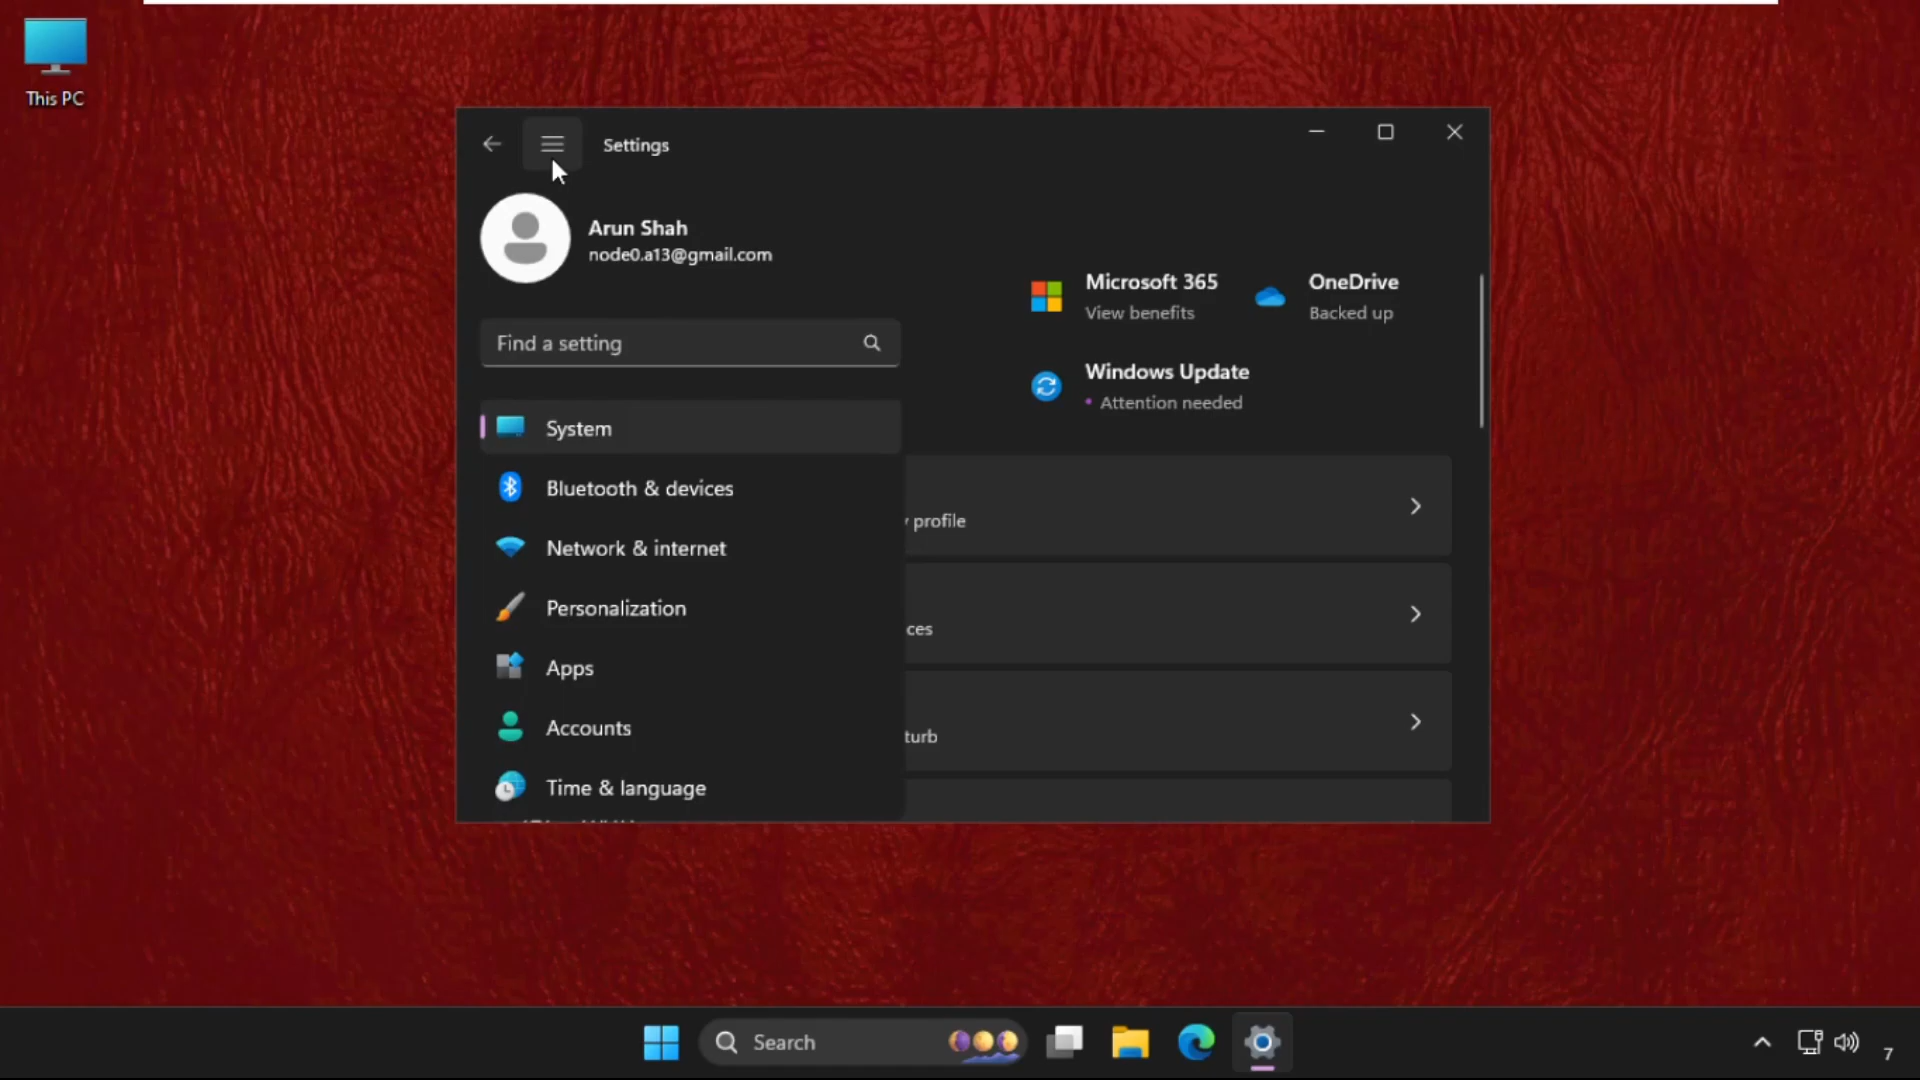 This PC
Settings
Arun Shah
node0.a13@gmail.com
Find a setting
System
Bluetooth & devices
Network & internet
Personalization
Apps
Accounts
Time & language
Microsoft 365
View benefits
OneDrive
Backed up
Windows Update
Attention needed
profile
ces
turb
Search
7